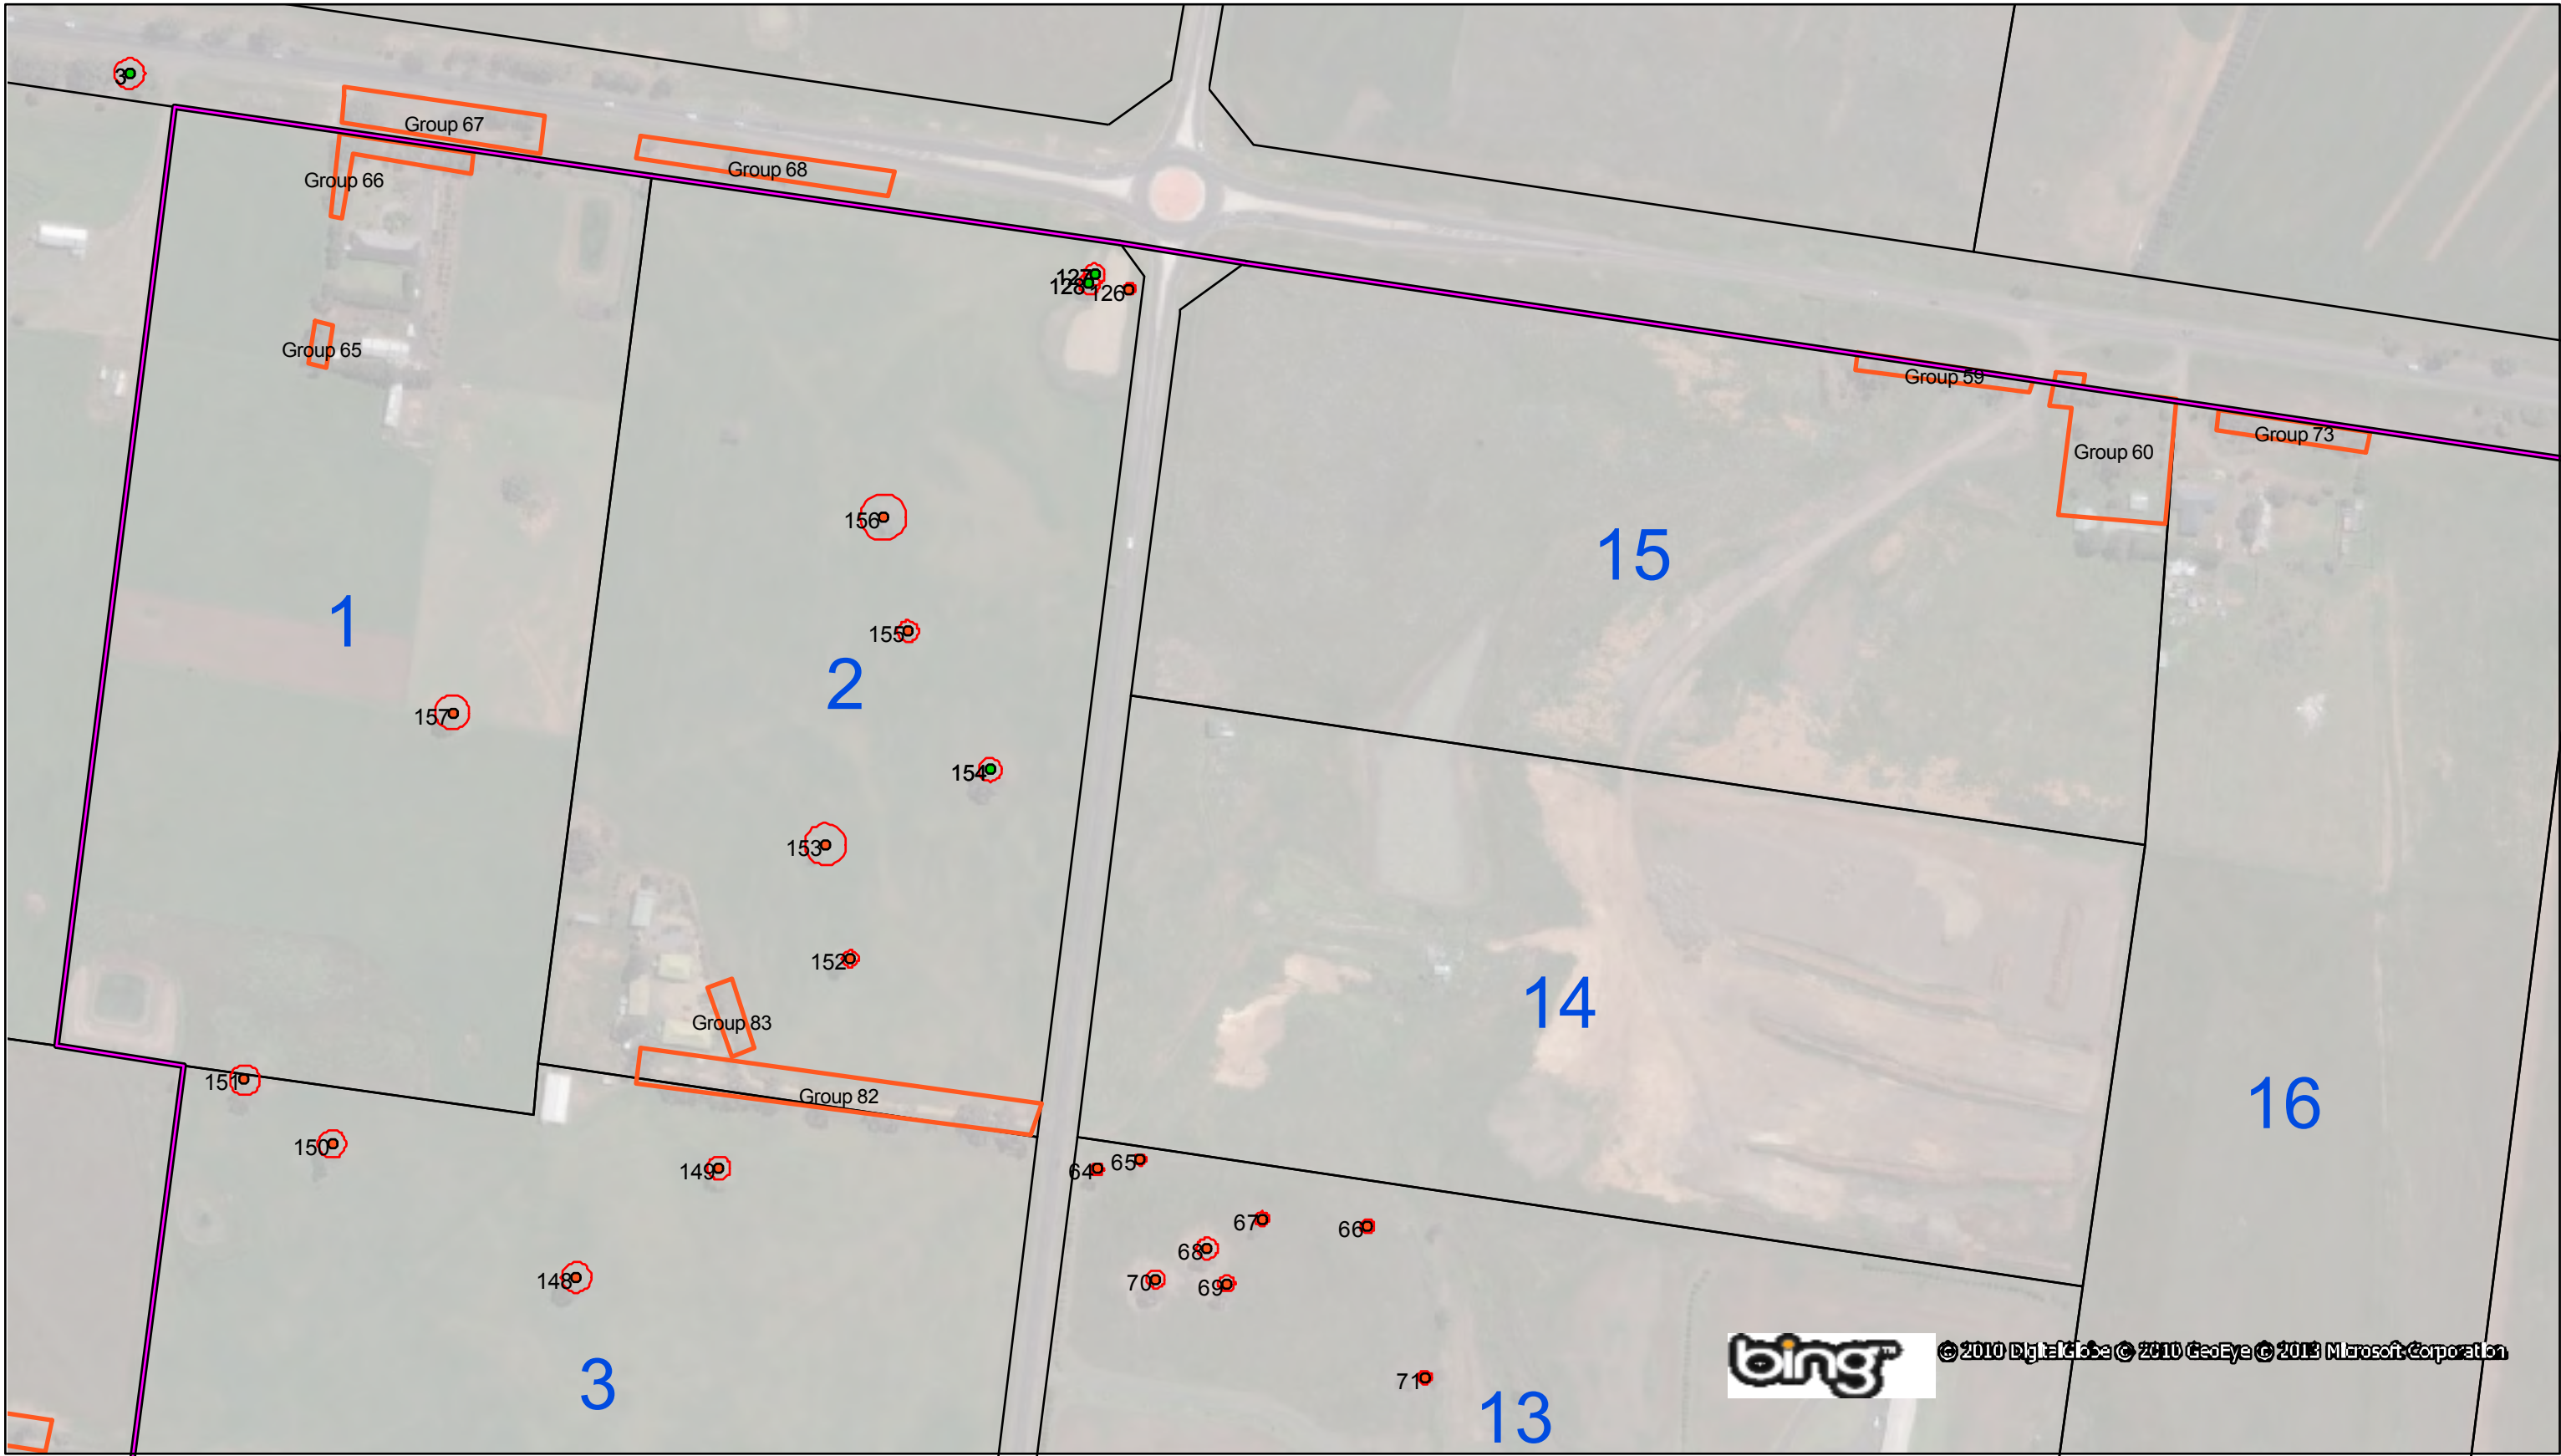 3
Group 67
Group 68
Group 66
127
128
126
Group 65
Group 59
Group 73
Group 60
156
15
1
155
2
157
154
153
152
14
Group 83
151
Group 82
16
150
149
64
65
67
66
68
148
70
69
3
71
13
bing™
© 2010 DigitalGlobe © 2010 GeoEye © 2013 Microsoft Corporation